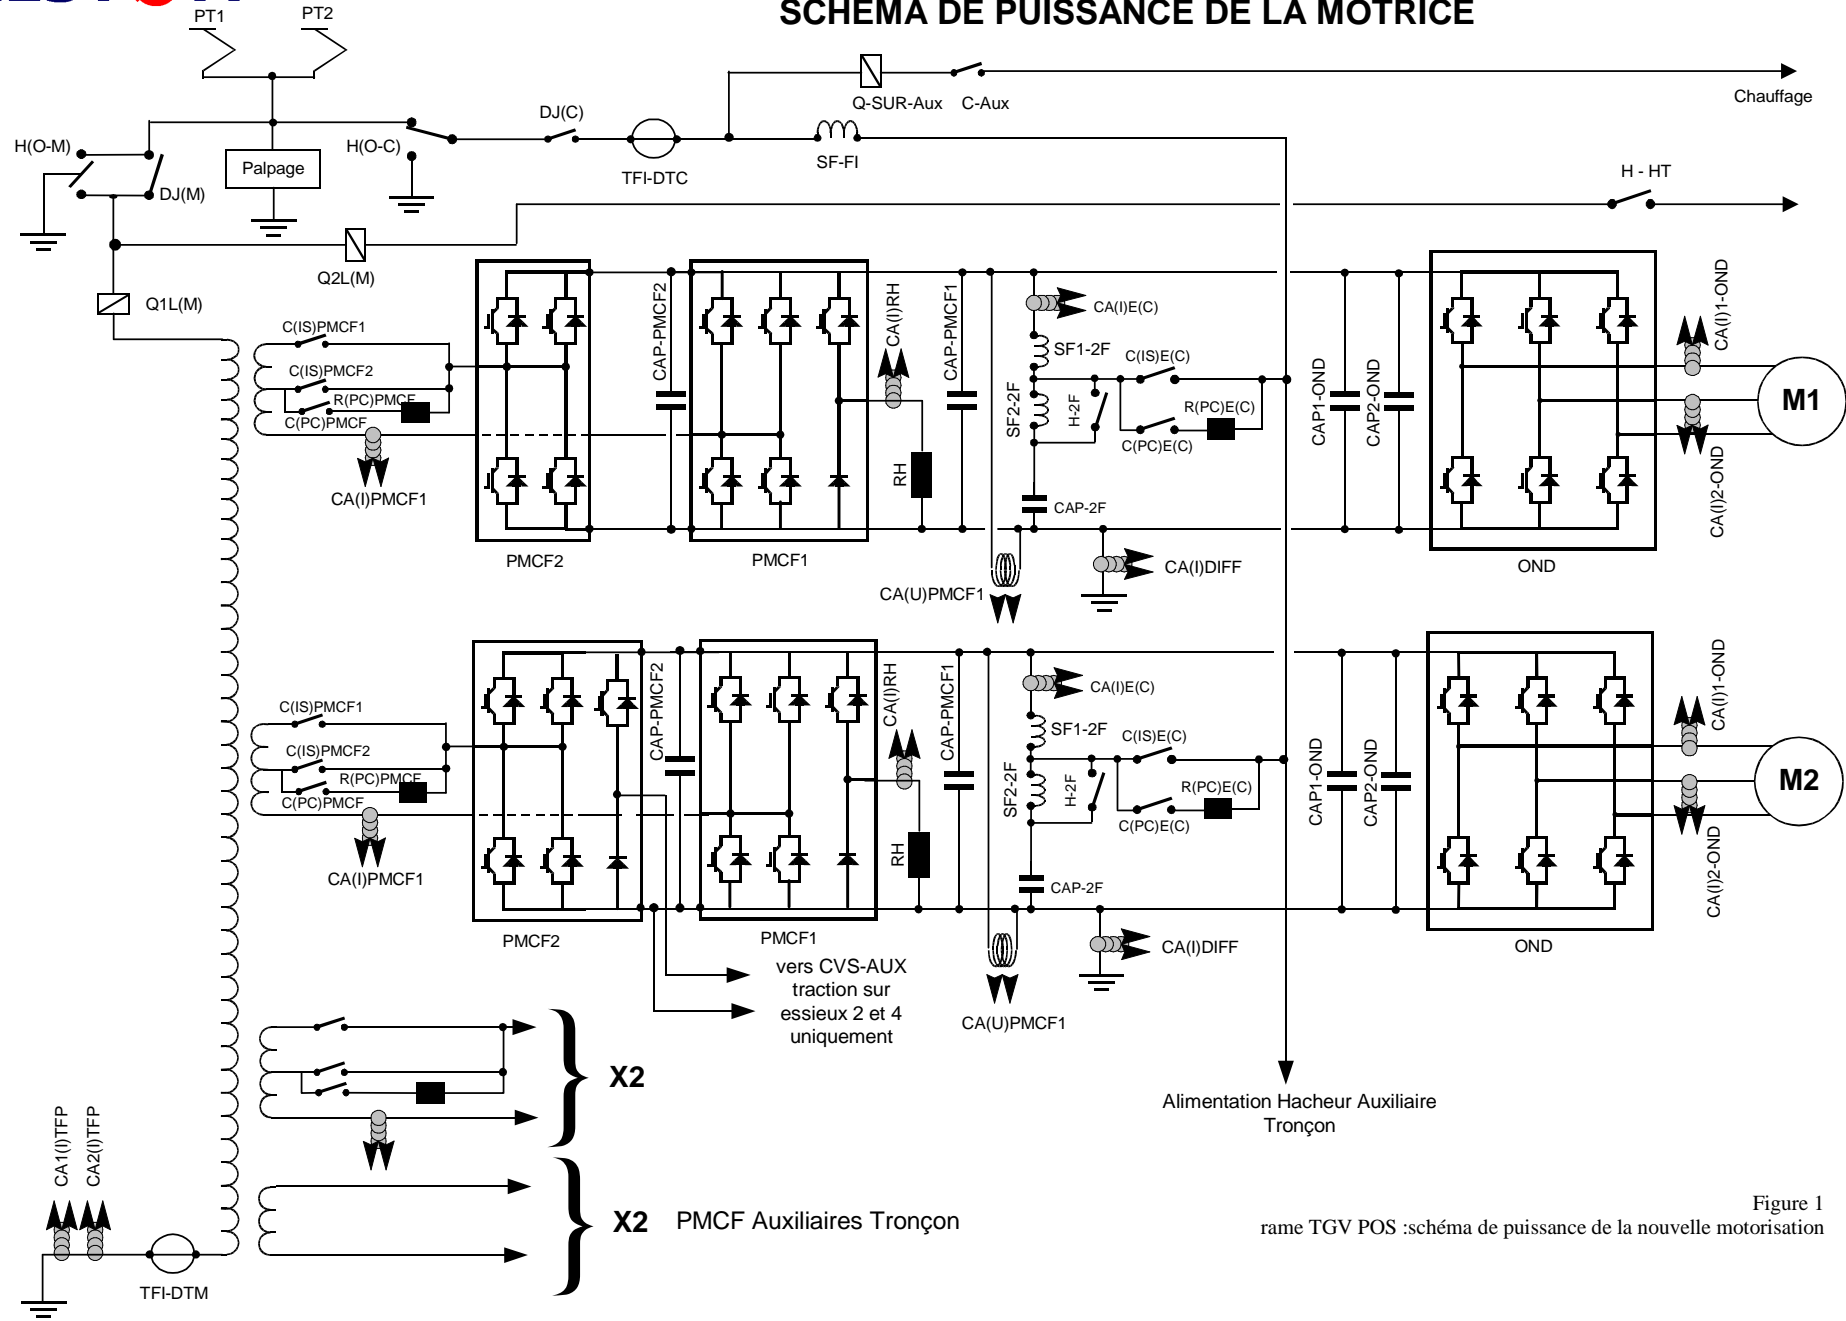 PT1
PT2
SCHEMA DE PUISSANCE DE LA MOTRICE
Q-SUR-Aux
C-Aux
Chauffage
DJ(C)
H(O-M)
H(O-C)
Palpage
DJ(M)
TFI-DTC
SF-FI
H - HT
Q2L(M)
Q1L(M)
C(IS)PMCF1
C(IS)PMCF2
R(PC)PMCF
C(PC)PMCF
CA(I)PMCF1
PMCF2
CAP-PMCF2
PMCF1
CA(I)RH
RH
CAP-PMCF1
CA(U)PMCF1
CA(I)E(C)
SF1-2F
SF2-2F
H-2F
C(IS)E(C)
R(PC)E(C)
C(PC)E(C)
CAP-2F
CA(I)DIFF
CAP1-OND
CAP2-OND
OND
CA(I)1-OND
CA(I)2-OND
M1
C(IS)PMCF1
C(IS)PMCF2
R(PC)PMCF
C(PC)PMCF
CA(I)PMCF1
PMCF2
CAP-PMCF2
PMCF1
CA(I)RH
RH
CAP-PMCF1
CA(U)PMCF1
CA(I)E(C)
SF1-2F
SF2-2F
H-2F
C(IS)E(C)
R(PC)E(C)
C(PC)E(C)
CAP-2F
CA(I)DIFF
CAP1-OND
CAP2-OND
OND
CA(I)1-OND
CA(I)2-OND
M2
vers CVS-AUX
traction sur
essieux 2 et 4
uniquement
X2
Alimentation Hacheur Auxiliaire
Tronçon
CA1(I)TFP
CA2(I)TFP
TFI-DTM
X2 PMCF Auxiliaires Tronçon
Figure 1
rame TGV POS :schéma de puissance de la nouvelle motorisation